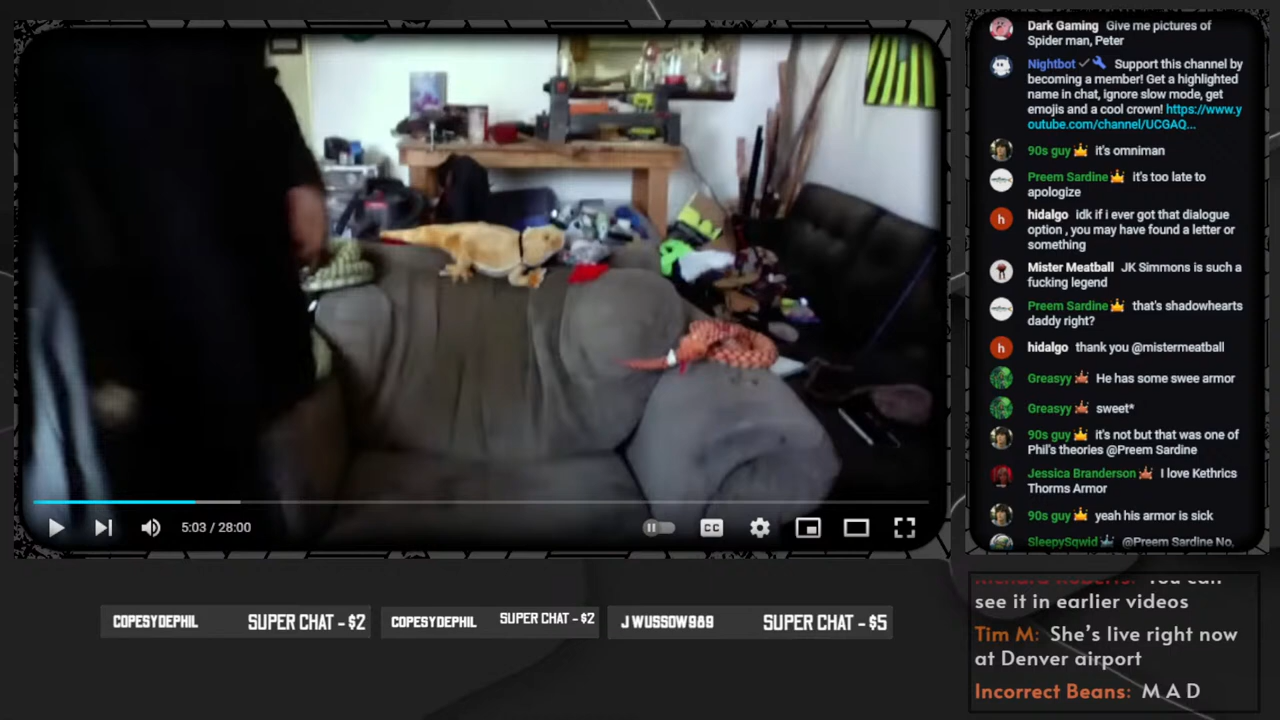 5:03 / 28:00
CC
COPESYDEPHIL SUPER CHAT - $2
COPESYDEPHIL SUPER CHAT - $2
J WUSSOW989 SUPER CHAT - $5
Dark Gaming Give me pictures of
Spider man, Peter
Nightbot Support this channel by
becoming a member! Get a highlighted
name in chat, ignore slow mode, get
emojis and a cool crown! https://www.y
outube.com/channel/UCGAQ...
90s guy it's omniman
Preem Sardine it's too late to
apologize
h hidalgo idk if i ever got that dialogue
option , you may have found a letter or
something
Mister Meatball JK Simmons is such a
fucking legend
Preem Sardine that's shadowhearts
daddy right?
h hidalgo thank you @mistermeatball
Greasyy He has some swee armor
Greasyy sweet*
90s guy it's not but that was one of
Phil's theories @Preem Sardine
Jessica Branderson I love Kethrics
Thorms Armor
90s guy yeah his armor is sick
SleepySqwid @Preem Sardine No,
Richard Roberts: You can
see it in earlier videos
Tim M: She's live right now
at Denver airport
Incorrect Beans: M A D